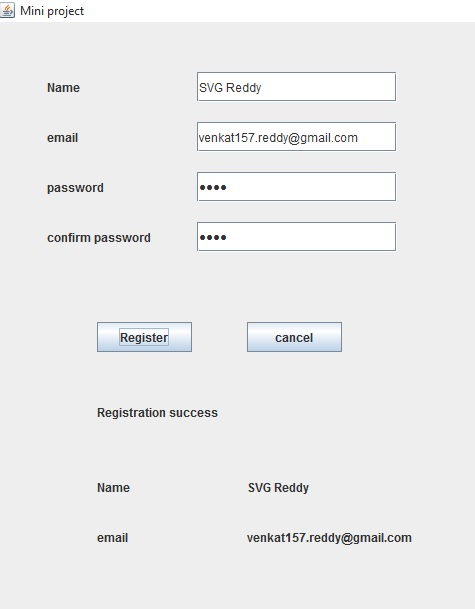 Mini project
Name SVG Reddy
email venkat157.reddy@gmail.com
password ••••
confirm password ••••
Register cancel
Registration success
Name SVG Reddy
email venkat157.reddy@gmail.com